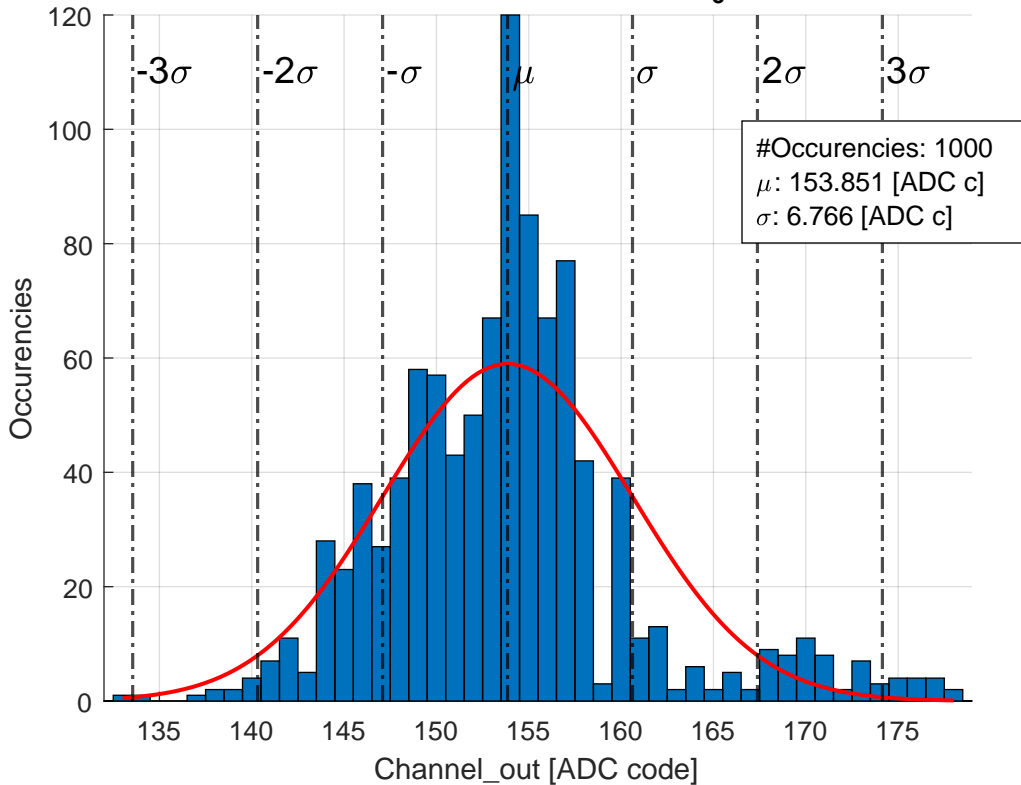 120
100
80
60
40
20
0
Occurencies
-3σ
-2σ
-σ
μ
σ
2σ
3σ
#Occurencies: 1000
μ: 153.851 [ADC c]
σ: 6.766 [ADC c]
135
140
145
150
155
160
165
170
175
Channel_out [ADC code]